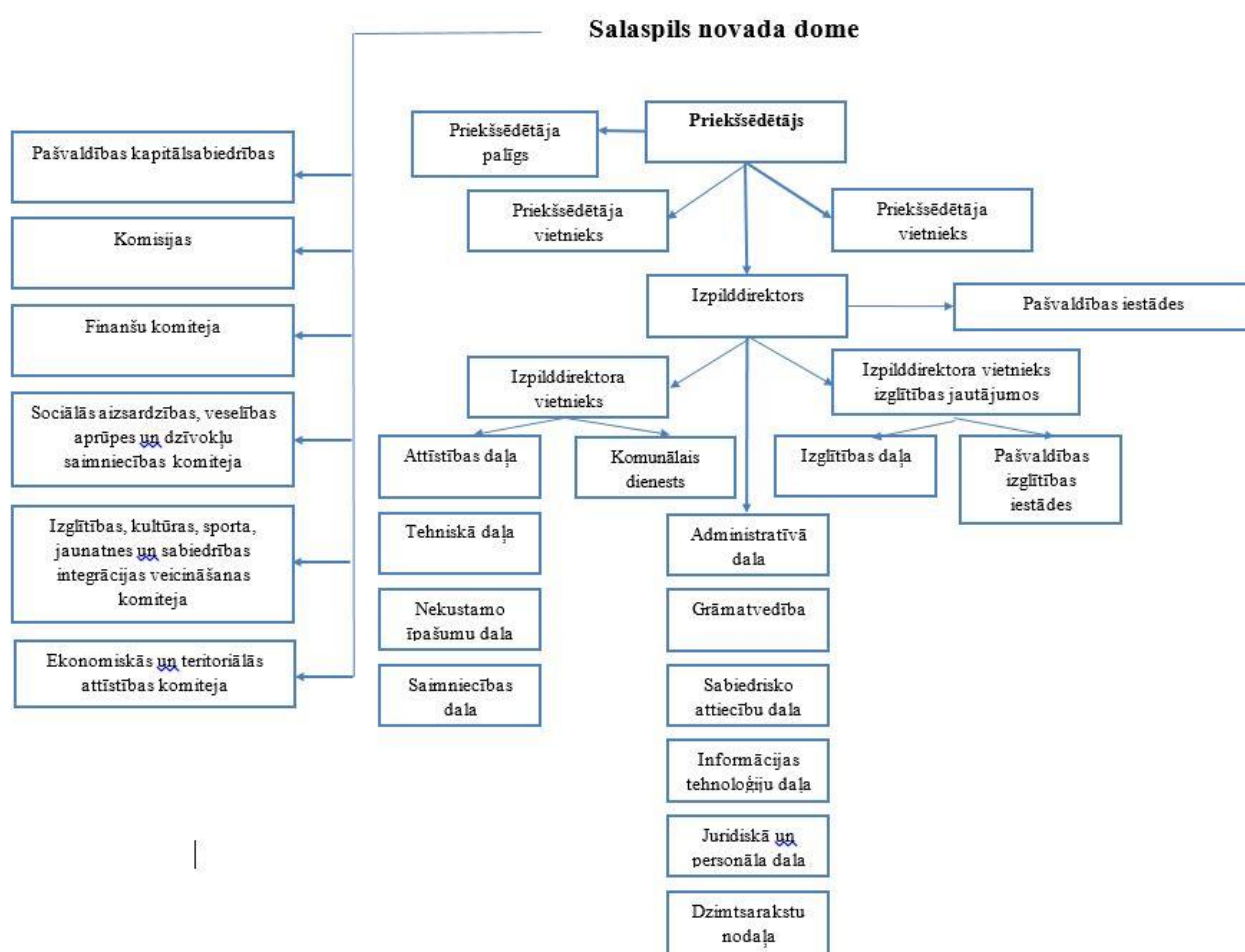 Salaspils novada dome
Priekšsēdētājs
Priekšsēdētāja
palīgs
Priekšsēdētāja
vietnieks
Priekšsēdētāja
vietnieks
Izpilddirektors
Pašvaldības iestādes
Izpilddirektora
vietnieks
Izpilddirektora vietnieks
izglītības jautājumos
Attīstības daļa
Komunālais
dienests
Izglītības daļa
Pašvaldības
izglītības
iestādes
Tehniskā daļa
Nekustamo
īpašumu daļa
Saimniecības
daļa
Administratīvā
daļa
Grāmatvedība
Sabiedrisko
attiecību daļa
Informācijas
tehnoloģiju daļa
Juridiskā un
personāla daļa
Dzimtsarakstu
nodaļa
Pašvaldības kapitālsabiedrības
Komisijas
Finanšu komiteja
Sociālās aizsardzības, veselības
aprūpes un dzīvokļu
saimniecības komiteja
Izglītības, kultūras, sporta,
jaunatnes un sabiedrības
integrācijas veicināšanas
komiteja
Ekonomiskās un teritoriālās
attīstības komiteja